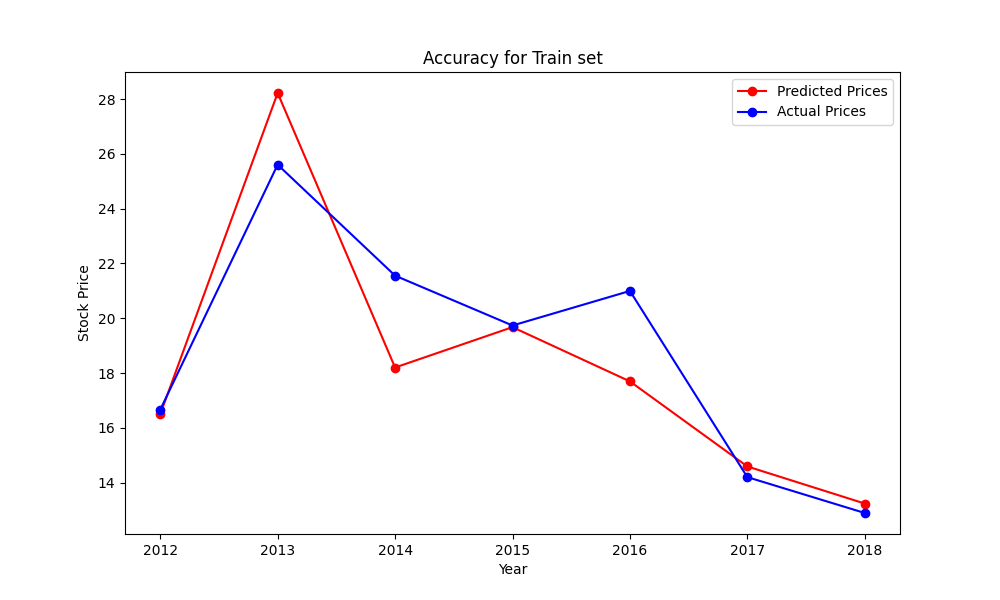 Accuracy for Train set
Predicted Prices
Actual Prices
Stock Price
28
26
24
22
20
18
16
14
2012 2013 2014 2015 2016 2017 2018
Year